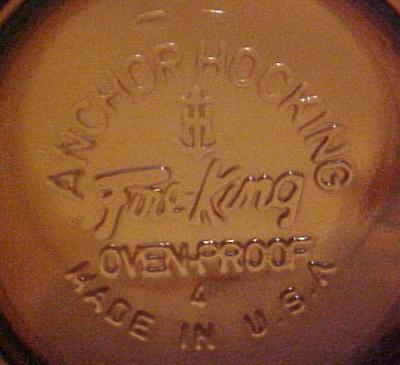 ANCHOR HOCKING
H
Fire-King
OVEN-PROOF
4
MADE IN U.S.A.